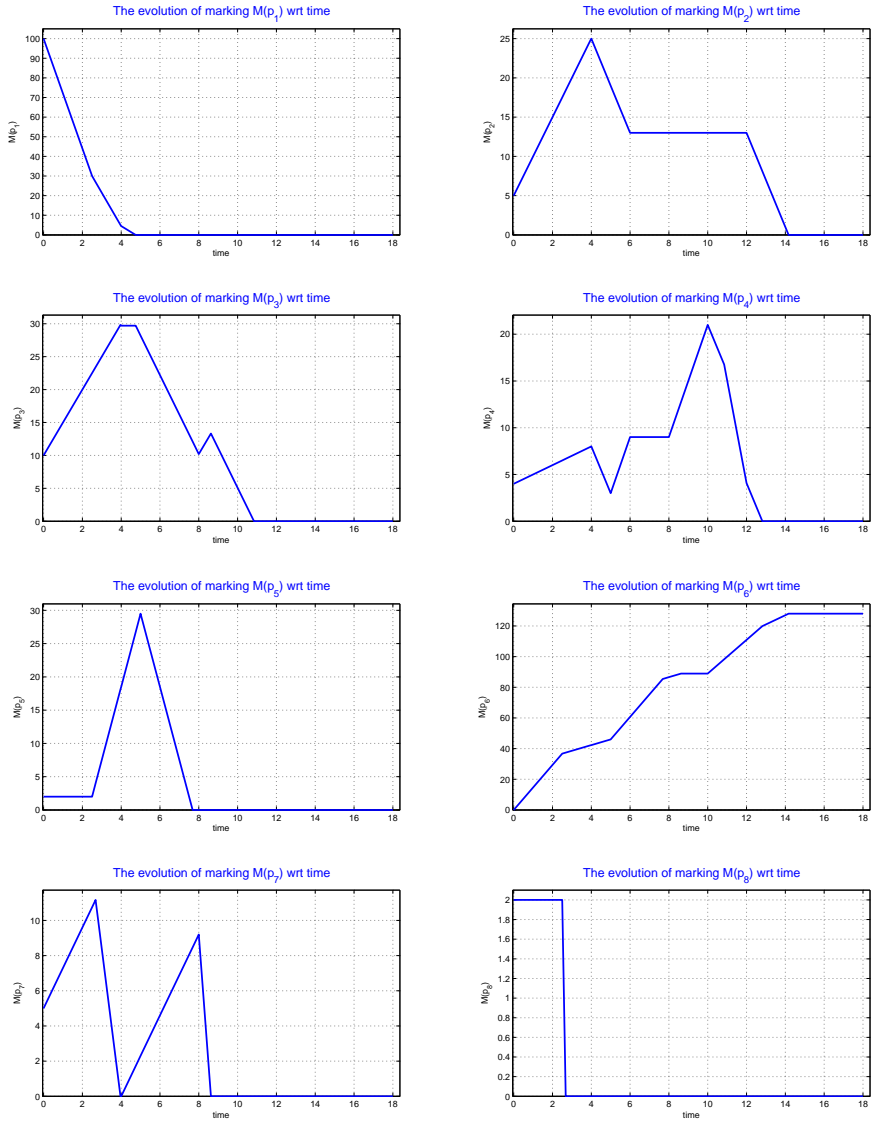 The evolution of marking M(p1) wrt time
100
90
80
70
60
50
40
30
20
10
0
M(p1)
0 2 4 6 8 10 12 14 16 18
time
The evolution of marking M(p2) wrt time
25
20
15
10
5
0
M(p2)
0 2 4 6 8 10 12 14 16 18
time
The evolution of marking M(p3) wrt time
30
25
20
15
10
5
0
M(p3)
0 2 4 6 8 10 12 14 16 18
time
The evolution of marking M(p4) wrt time
20
15
10
5
0
M(p4)
0 2 4 6 8 10 12 14 16 18
time
The evolution of marking M(p5) wrt time
30
25
20
15
10
5
0
M(p5)
0 2 4 6 8 10 12 14 16 18
time
The evolution of marking M(p6) wrt time
120
100
80
60
40
20
0
M(p6)
0 2 4 6 8 10 12 14 16 18
time
The evolution of marking M(p7) wrt time
10
8
6
4
2
0
M(p7)
0 2 4 6 8 10 12 14 16 18
time
The evolution of marking M(p8) wrt time
2
1.8
1.6
1.4
1.2
1
0.8
0.6
0.4
0.2
0
M(p8)
0 2 4 6 8 10 12 14 16 18
time